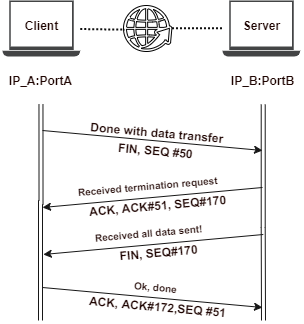 Client
Server
IP_A:PortA
IP_B:PortB
Done with data transfer
FIN, SEQ #50
Received termination request
ACK, ACK#51, SEQ#170
Received all data sent!
FIN, SEQ#170
Ok, done
ACK, ACK#172,SEQ #51